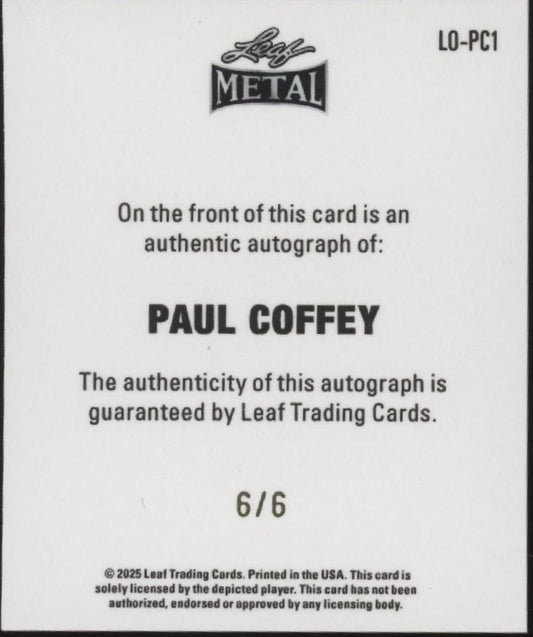 LO-PC1
Leaf
METAL
On the front of this card is an
authentic autograph of:
PAUL COFFEY
The authenticity of this autograph is
guaranteed by Leaf Trading Cards.
6/6
© 2025 Leaf Trading Cards. Printed in the USA. This card is
solely licensed by the depicted player. This card has not been
authorized, endorsed or approved by any licensing body.